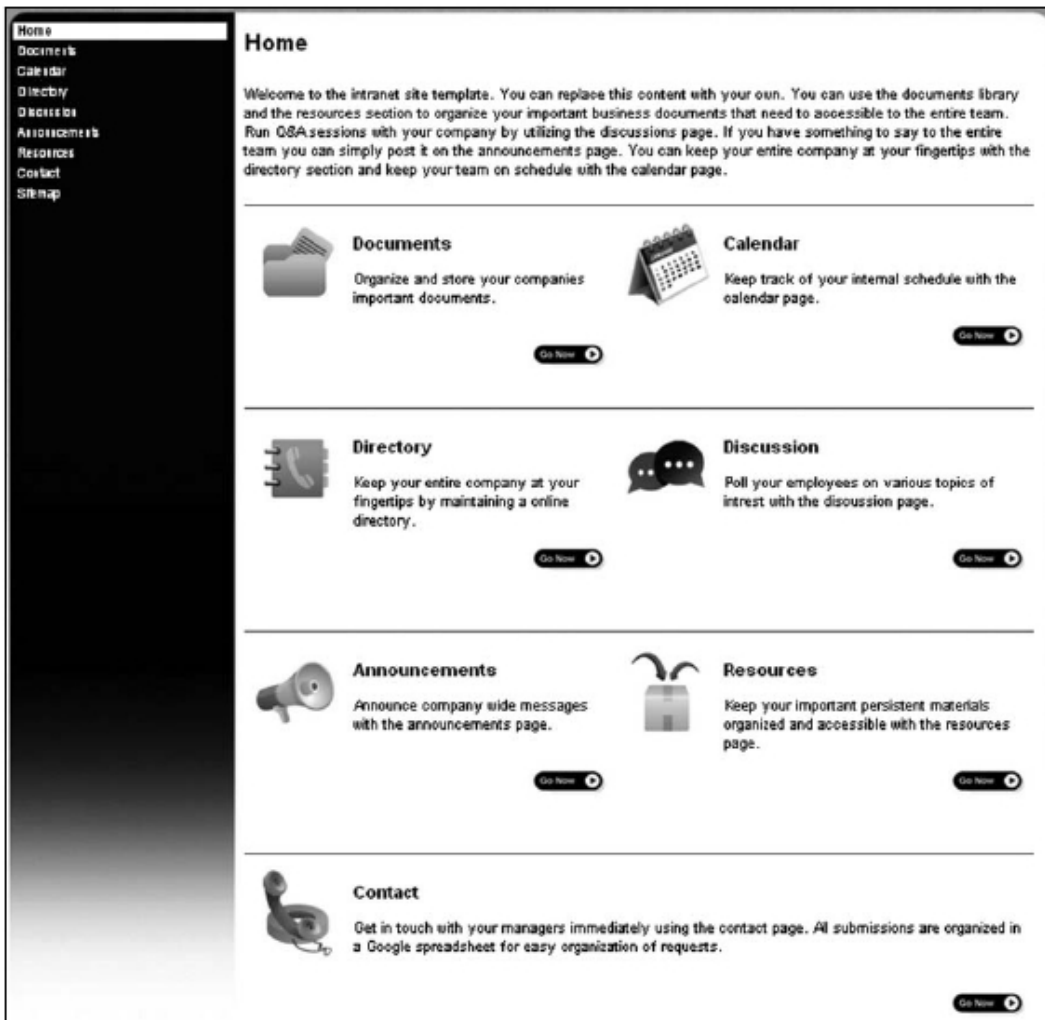 Home
Documents
Calendar
Directory
Discussion
Announcements
Resources
Contact
Sitemap
Home
Welcome to the intranet site template. You can replace this content with your own. You can use the documents library
and the resources section to organize your important business documents that need to accessible to the entire team.
Run Q&A sessions with your company by utilizing the discussions page. If you have something to say to the entire
team you can simply post it on the announcements page. You can keep your entire company at your fingertips with the
directory section and keep your team on schedule with the calendar page.
Documents
Organize and store your companies
important documents.
Go Now
Calendar
Keep track of your internal schedule with the
calendar page.
Go Now
Directory
Keep your entire company at your
fingertips by maintaining a online
directory.
Go Now
Discussion
Poll your employees on various topics of
intrest with the discussion page.
Go Now
Announcements
Announce company wide messages
with the announcements page.
Go Now
Resources
Keep your important persistent materials
organized and accessible with the resources
page.
Go Now
Contact
Get in touch with your managers immediately using the contact page. All submissions are organized in
a Google spreadsheet for easy organization of requests.
Go Now